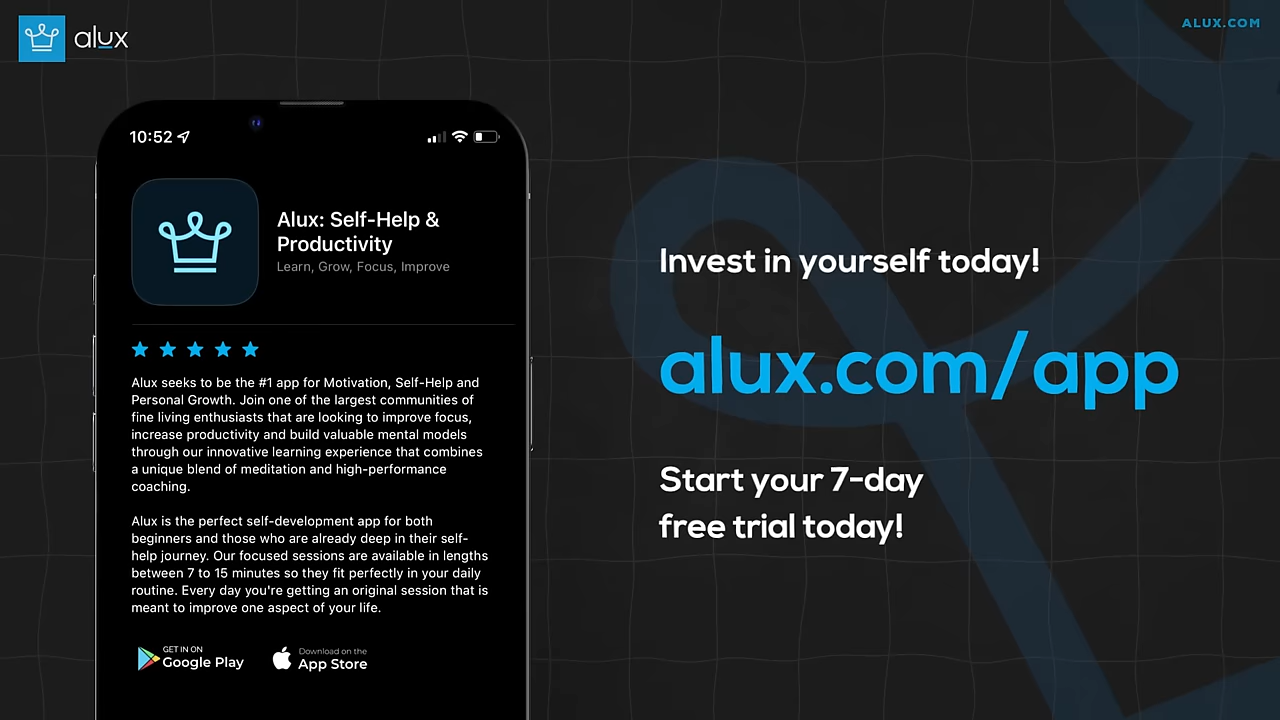 alux
ALUX.COM
10:52
Alux: Self-Help &
Productivity
Learn, Grow, Focus, Improve
Alux seeks to be the #1 app for Motivation, Self-Help and
Personal Growth. Join one of the largest communities of
fine living enthusiasts that are looking to improve focus,
increase productivity and build valuable mental models
through our innovative learning experience that combines
a unique blend of meditation and high-performance
coaching.
Alux is the perfect self-development app for both
beginners and those who are already deep in their self-
help journey. Our focused sessions are available in lengths
between 7 to 15 minutes so they fit perfectly in your daily
routine. Every day you're getting an original session that is
meant to improve one aspect of your life.
GET IN ON
Google Play
Download on the
App Store
Invest in yourself today!
alux.com/app
Start your 7-day
free trial today!